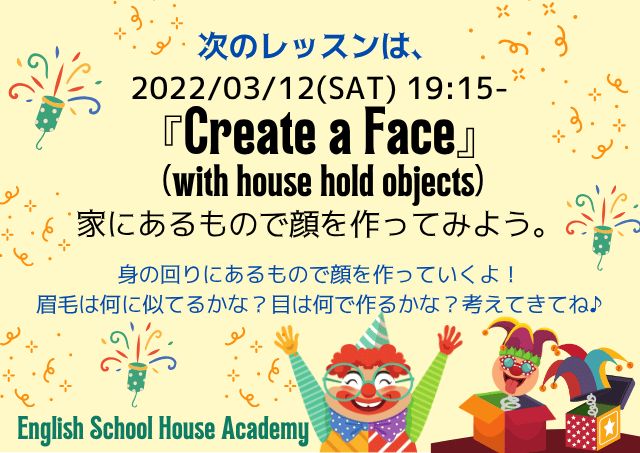 次のレッスンは、
2022/03/12(SAT) 19:15-
『Create a Face』
(with house hold objects)
家にあるもので顔を作ってみよう。
身の回りにあるもので顔を作っていくよ！
眉毛は何に似てるかな？目は何で作るかな？考えてきてね♪
English School House Academy